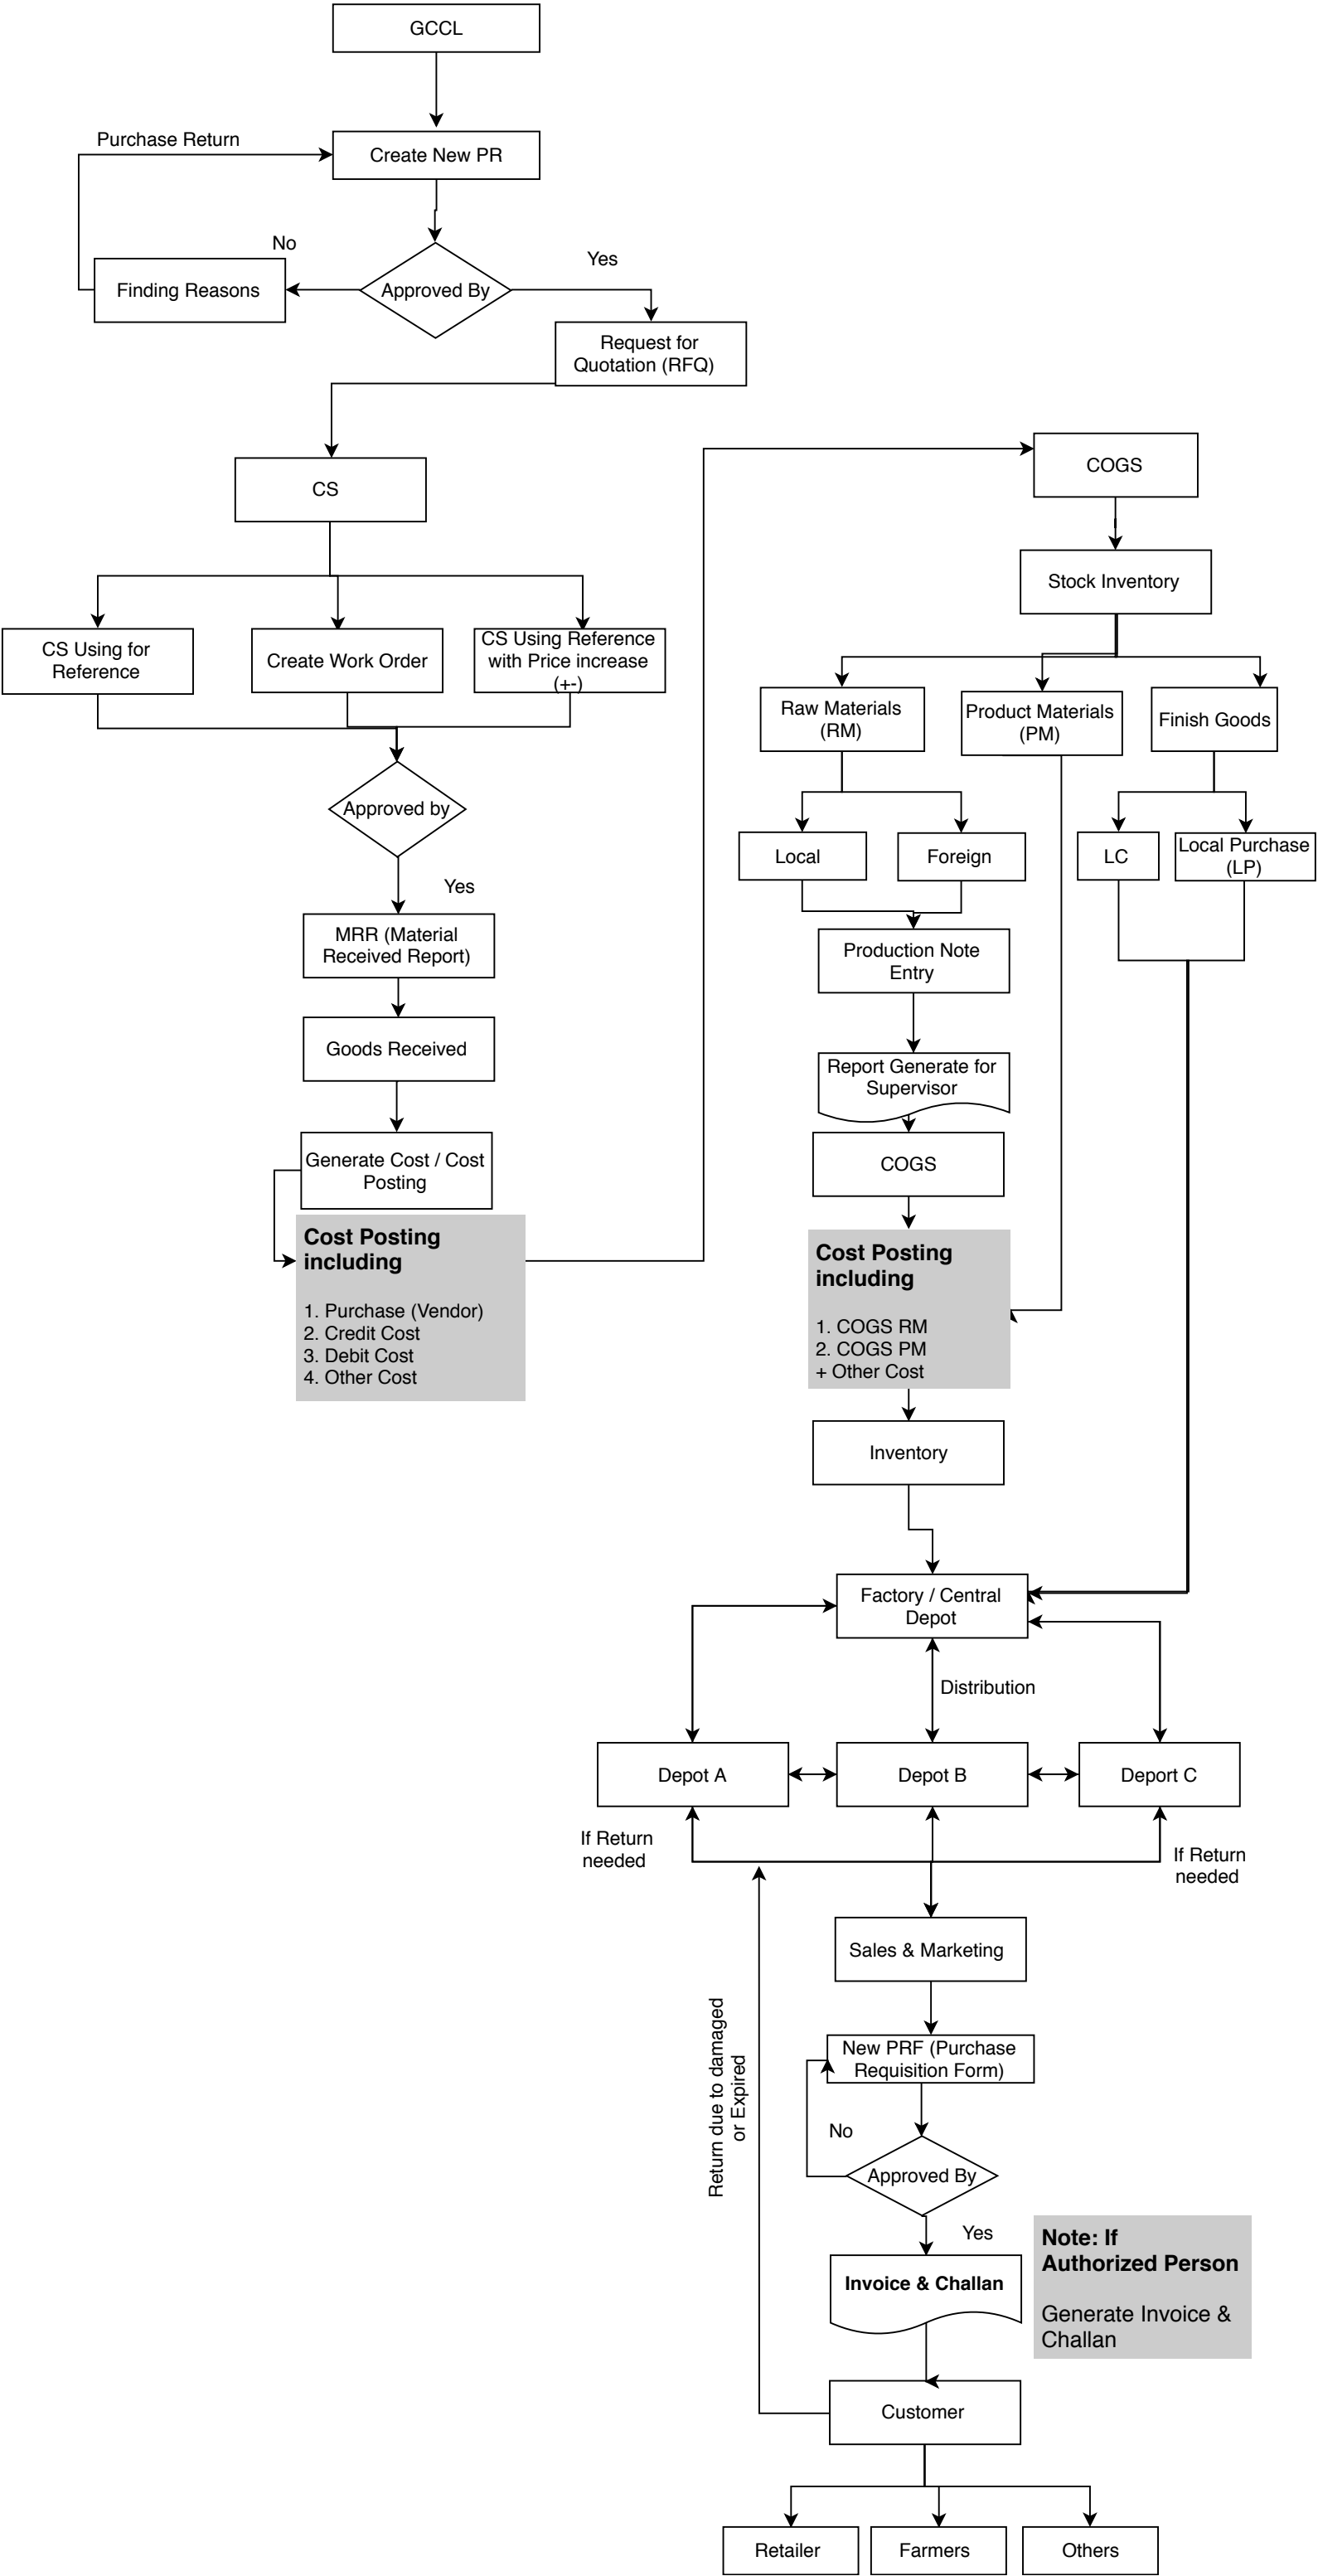 GCCL
Purchase Return
Create New PR
No
Yes
Finding Reasons
Approved By
Request for
Quotation (RFQ)
CS
CS Using for
Reference
Create Work Order
CS Using Reference
with Price increase
(+-)
Approved by
Yes
MRR (Material
Received Report)
Goods Received
Generate Cost / Cost
Posting
Cost Posting
including
1. Purchase (Vendor)
2. Credit Cost
3. Debit Cost
4. Other Cost
COGS
Stock Inventory
Raw Materials
(RM)
Product Materials
(PM)
Finish Goods
Local
Foreign
LC
Local Purchase
(LP)
Production Note
Entry
Report Generate for
Supervisor
COGS
Cost Posting
including
1. COGS RM
2. COGS PM
+ Other Cost
Inventory
Factory / Central
Depot
Distribution
Depot A
Depot B
Deport C
If Return
needed
If Return
needed
Sales & Marketing
Return due to damaged
or Expired
New PRF (Purchase
Requisition Form)
No
Approved By
Yes
Invoice & Challan
Note: If
Authorized Person
Generate Invoice &
Challan
Customer
Retailer
Farmers
Others